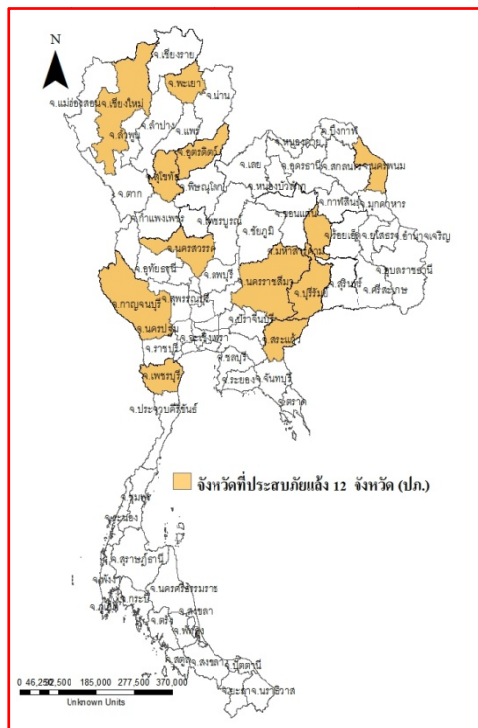 N
จ.เชียงราย
จ.พะเยา
จ.น่าน
จ.แม่ฮ่องสอน จ.เชียงใหม่
จ.ลำปาง
จ.แพร่
จ.ลำพูน
จ.อุตรดิตถ์
จ.สุโขทัย
จ.พิษณุโลก
จ.ตาก
จ.กำแพงเพชร
จ.เพชรบูรณ์
จ.เลย
จ.อุดรธานี
จ.บึงกาฬ
จ.สกลนคร
จ.นครพนม
จ.กาฬสินธุ์
จ.มุกดาหาร
จ.ขอนแก่น
จ.ชัยภูมิ
จ.มหาสารคาม
จ.ร้อยเอ็ด
จ.ยโสธร
จ.อำนาจเจริญ
จ.อุบลราชธานี
จ.นครสวรรค์
จ.อุทัยธานี
จ.ลพบุรี
จ.นครราชสีมา
จ.บุรีรัมย์
จ.สุรินทร์
จ.ศรีสะเกษ
จ.กาญจนบุรี
จ.สุพรรณบุรี
จ.ปราจีนบุรี
จ.นครปฐม
จ.ฉะเชิงเทรา
จ.สระแก้ว
จ.ราชบุรี
จ.ชลบุรี
จ.เพชรบุรี
จ.ระยอง
จ.จันทบุรี
จ.ตราด
จ.ประจวบคีรีขันธ์
จังหวัดที่ประสบภัยแล้ง 12 จังหวัด (ปภ.)
จ.ชุมพร
จ.ระนอง
จ.สุราษฎ์ธานี
จ.พังงา
จ.นครศรีธรรมราช
จ.กระบี่
จ.ตรัง
จ.พัทลุง
จ.สงขลา
จ.สตูล
จ.สงขลา
จ.ปัตตานี
จ.ยะลา
จ.นราธิวาส
0 46,250 92,500 185,000 277,500 370,000
Unknown Units